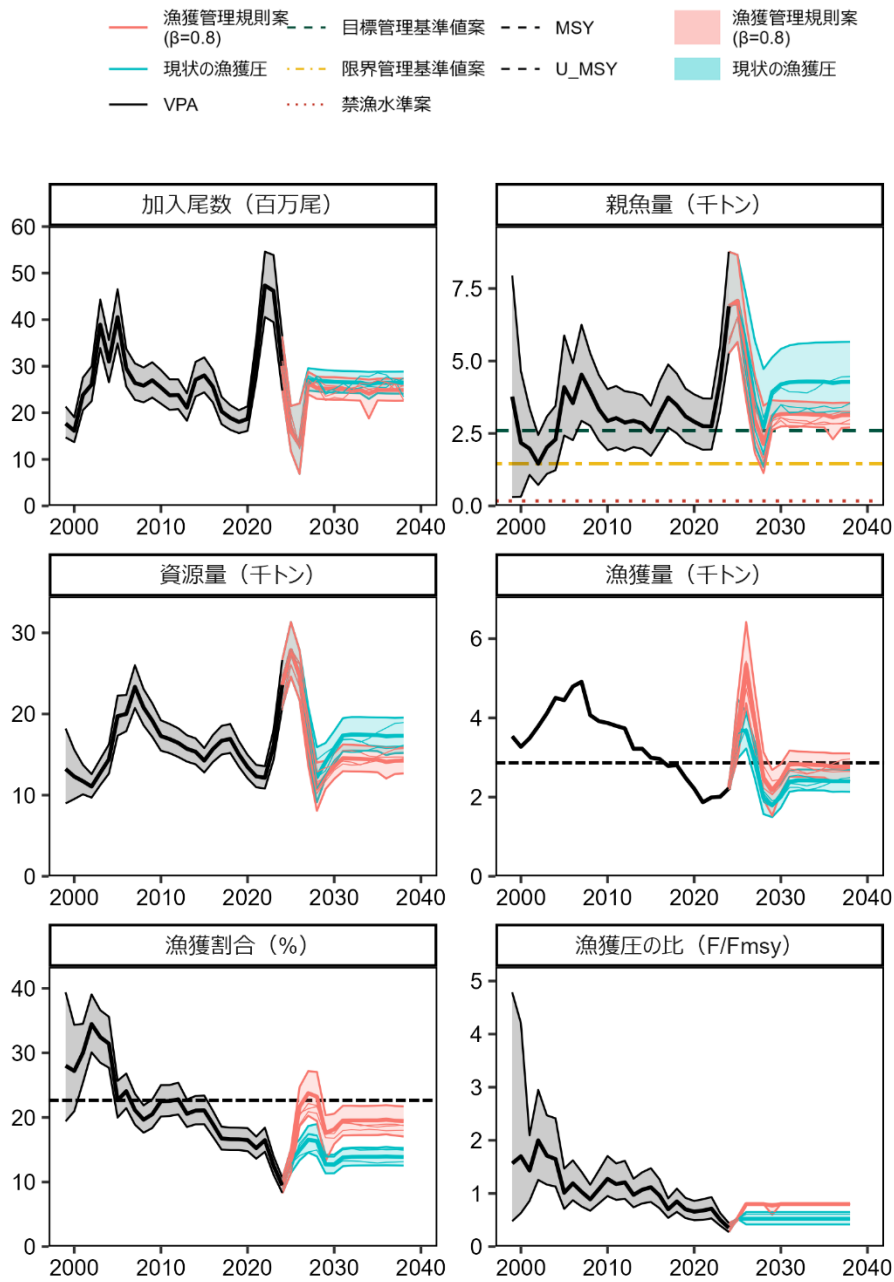 漁獲管理規則案
(β=0.8)
目標管理基準値案
MSY
漁獲管理規則案
(β=0.8)
現状の漁獲圧
限界管理基準値案
U_MSY
現状の漁獲圧
VPA
禁漁水準案
加入尾数（百万尾）
60
50
40
30
20
10
0
2000 2010 2020 2030 2040
親魚量（千トン）
7.5
5.0
2.5
0.0
2000 2010 2020 2030 2040
資源量（千トン）
30
20
10
0
2000 2010 2020 2030 2040
漁獲量（千トン）
6
4
2
0
2000 2010 2020 2030 2040
漁獲割合（%）
40
30
20
10
0
2000 2010 2020 2030 2040
漁獲圧の比（F/Fmsy）
5
4
3
2
1
0
2000 2010 2020 2030 2040